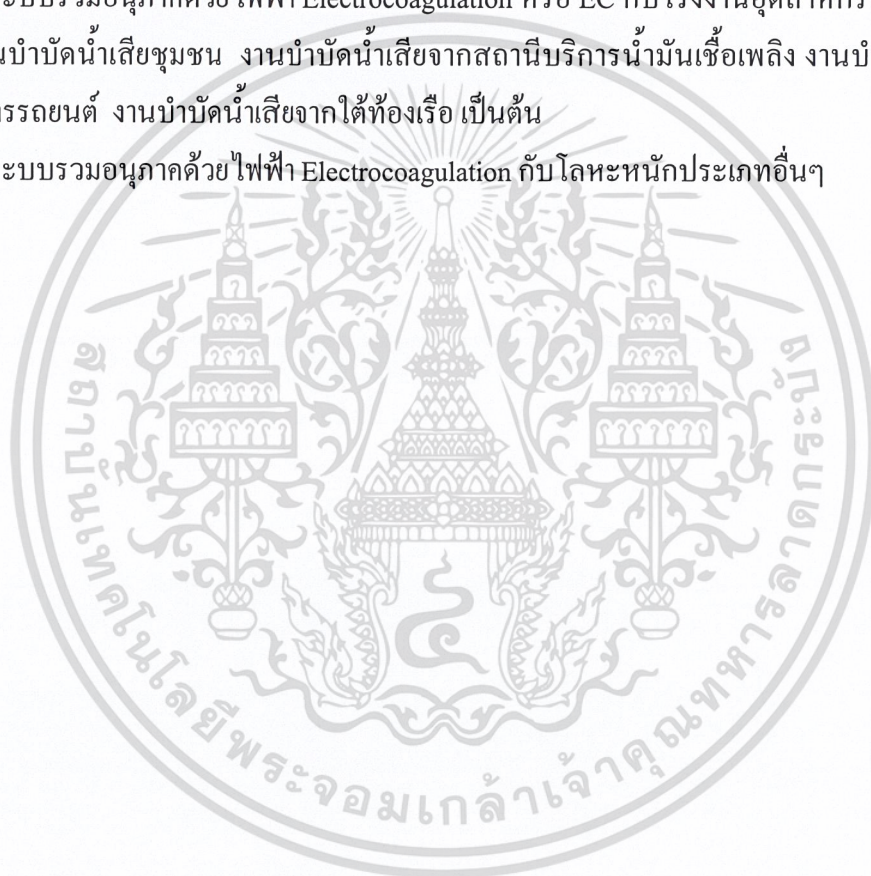 ะบบรวมอนุภาคด้วยไฟฟ้า Electrocoagulation หรือ EC กับโรงงานอุตสาหกร
นบำบัดน้ำเสียชุมชน งานบำบัดน้ำเสียจากสถานีบริการน้ำมันเชื้อเพลิง งานบํ
รรถยนต์ งานบำบัดน้ำเสียจากใต้ท้องเรือ เป็นต้น
ะบบรวมอนุภาคด้วยไฟฟ้า Electrocoagulation กับโลหะหนักประเภทอื่นๆ
สถาบันเทคโนโลยีพระจอมเกล้าเจ้าคุณทหารลาดกระบัง
๔